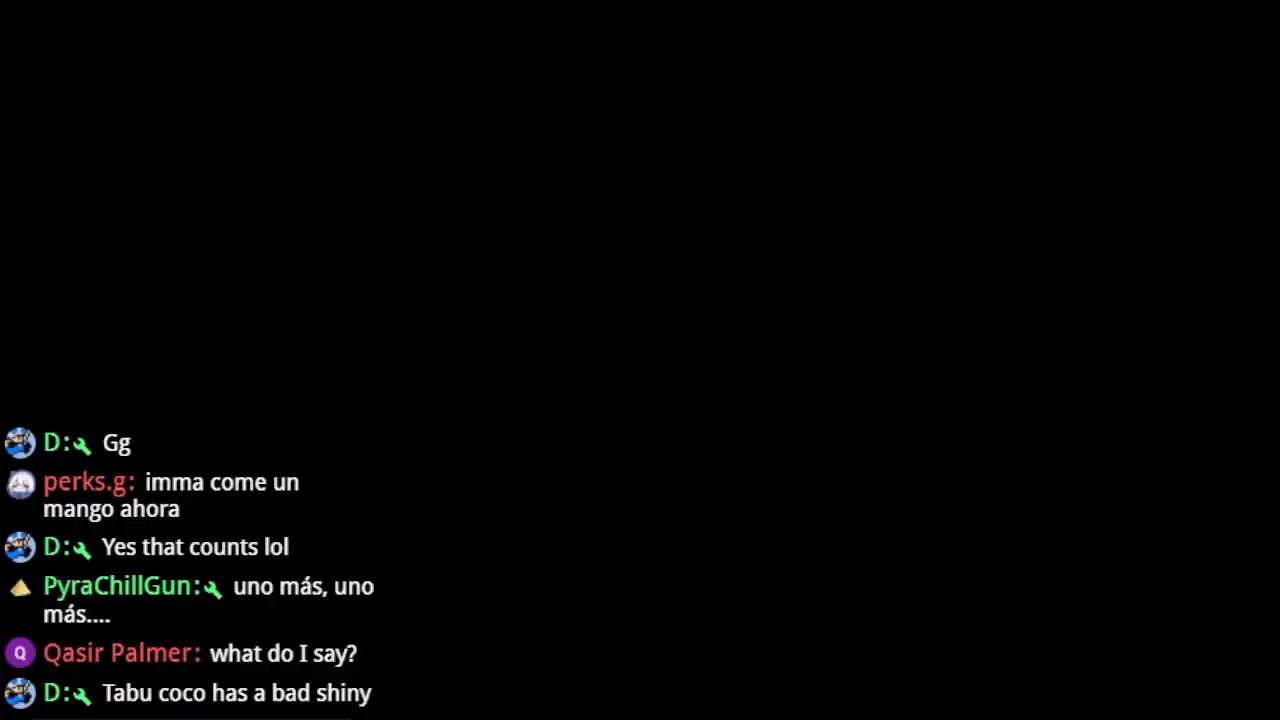 D: Gg
perks.g: imma come un
mango ahora
D: Yes that counts lol
PyraChillGun: uno más, uno
más....
Q Qasir Palmer: what do I say?
D: Tabu coco has a bad shiny